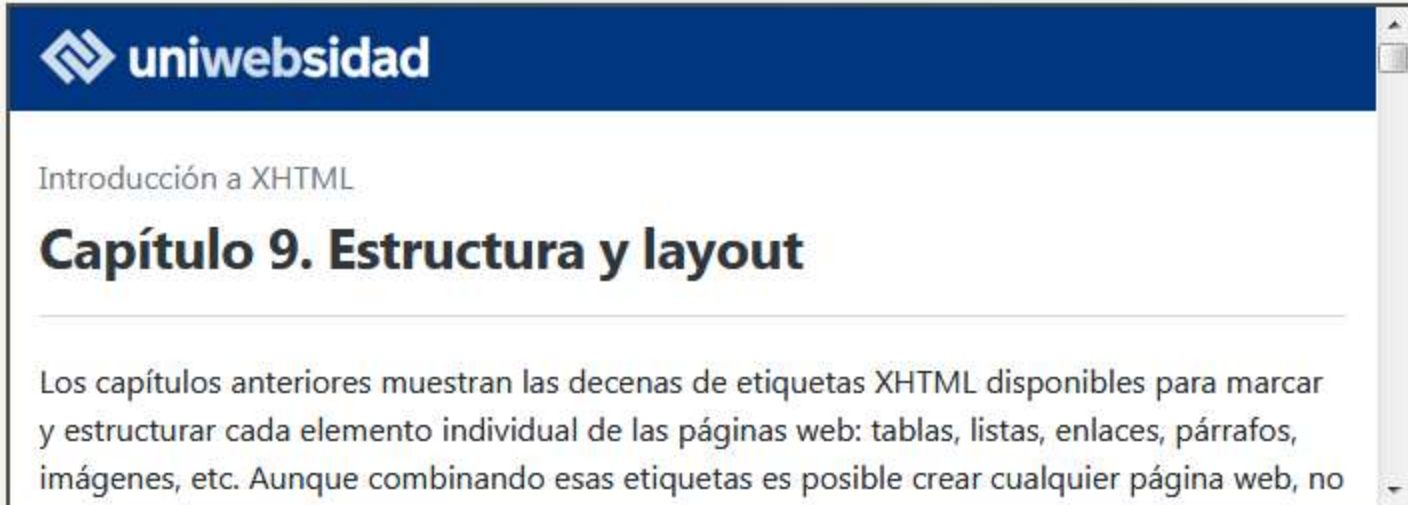 uniwebsidad
Introducción a XHTML
Capítulo 9. Estructura y layout
Los capítulos anteriores muestran las decenas de etiquetas XHTML disponibles para marcar
y estructurar cada elemento individual de las páginas web: tablas, listas, enlaces, párrafos,
imágenes, etc. Aunque combinando esas etiquetas es posible crear cualquier página web, no